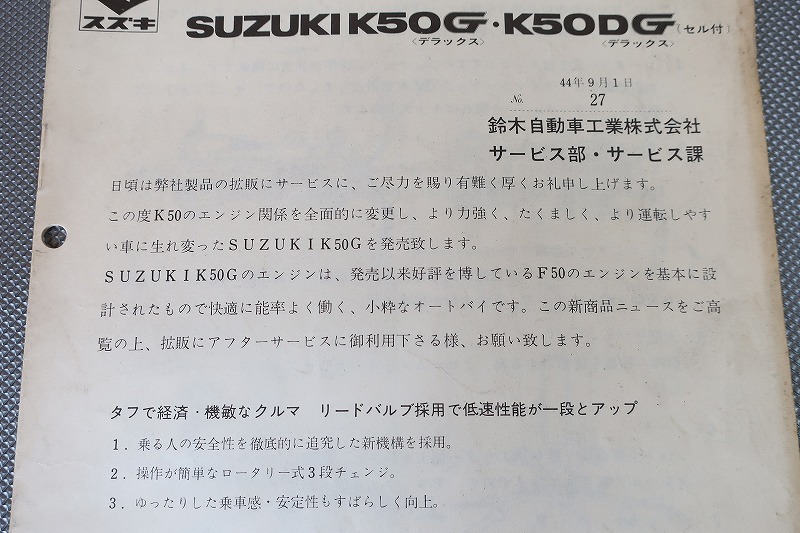 スズキ
SUZUKI K50G・K50DG(セル付)
〈デラックス〉 〈デラックス〉
44年9月1日
No. 27
鈴木自動車工業株式会社
サービス部・サービス課
日頃は弊社製品の拡販にサービスに、ご尽力を賜り有難く厚くお礼申し上げます。
この度K50のエンジン関係を全面的に変更し、より力強く、たくましく、より運転しやす
い車に生れ変ったSUZUKIK50Gを発売致します。
SUZUKIK50Gのエンジンは、発売以来好評を博しているF50のエンジンを基本に設
計されたもので快適に能率よく働く、小粋なオートバイです。この新商品ニュースをご高
覧の上、拡販にアフターサービスに御利用下さる様、お願い致します。
タフで経済・機敏なクルマ リードバルブ採用で低速性能が一段とアップ
1．乗る人の安全性を徹底的に追究した新機構を採用。
2．操作が簡単なロータリー式3段チェンジ。
3．ゆったりした乗車感・安定性もすばらしく向上。